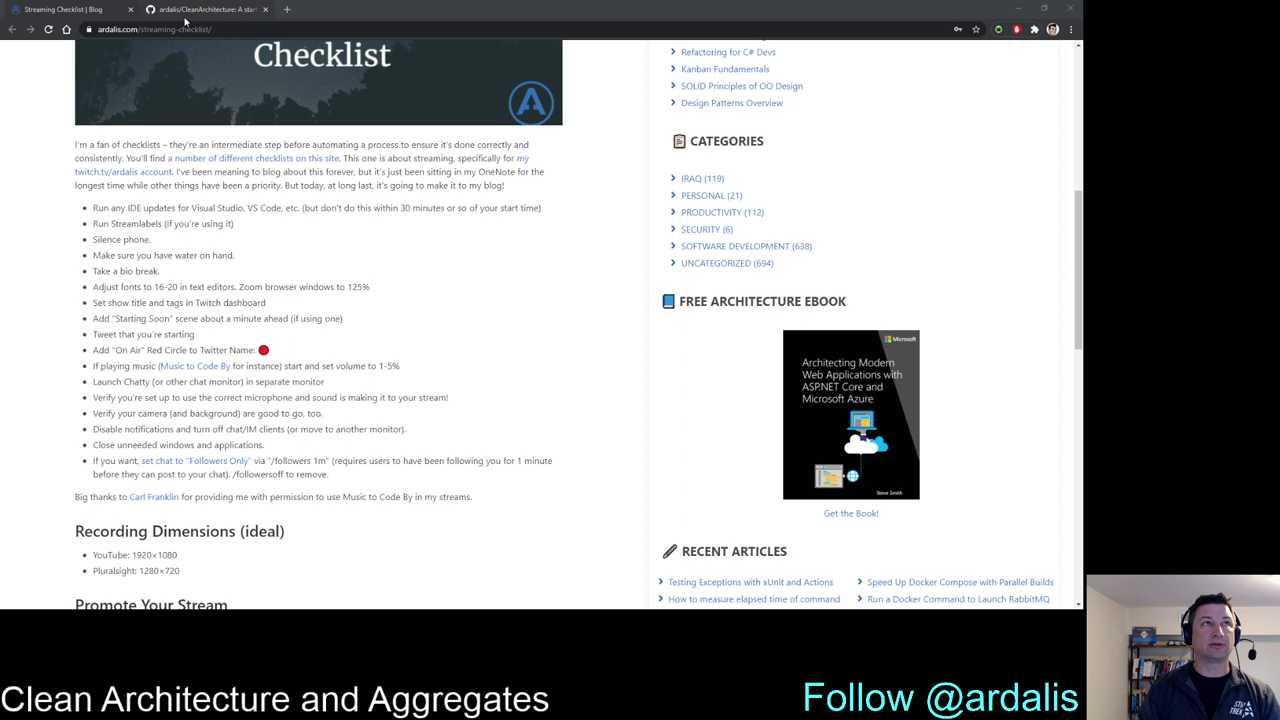 Streaming Checklist | Blog
ardalis/CleanArchitecture: A star
ardalis.com/streaming-checklist/
Checklist
I'm a fan of checklists – they're an intermediate step before automating a process to ensure it's done correctly and
consistently. You'll find a number of different checklists on this site. This one is about streaming, specifically for my
twitch.tv/ardalis account. I've been meaning to blog about this forever, but it's just been sitting in my OneNote for the
longest time while other things have been a priority. But today, at long last, it's going to make it to my blog!
Run any IDE updates for Visual Studio, VS Code, etc. (but don't do this within 30 minutes or so of your start time)
Run Streamlabels (if you're using it)
Silence phone.
Make sure you have water on hand.
Take a bio break.
Adjust fonts to 16-20 in text editors. Zoom browser windows to 125%
Set show title and tags in Twitch dashboard
Add "Starting Soon" scene about a minute ahead (if using one)
Tweet that you're starting
Add "On Air" Red Circle to Twitter Name:
If playing music (Music to Code By for instance) start and set volume to 1-5%
Launch Chatty (or other chat monitor) in separate monitor
Verify you're set up to use the correct microphone and sound is making it to your stream!
Verify your camera (and background) are good to go, too.
Disable notifications and turn off chat/IM clients (or move to another monitor).
Close unneeded windows and applications.
If you want, set chat to "Followers Only" via "/followers 1m" (requires users to have been following you for 1 minute
before they can post to your chat). /followersoff to remove.
Big thanks to Carl Franklin for providing me with permission to use Music to Code By in my streams.
Recording Dimensions (ideal)
YouTube: 1920×1080
Pluralsight: 1280×720
Promote Your Stream
Refactoring for C# Devs
Kanban Fundamentals
SOLID Principles of OO Design
Design Patterns Overview
CATEGORIES
IRAQ (119)
PERSONAL (21)
PRODUCTIVITY (112)
SECURITY (6)
SOFTWARE DEVELOPMENT (638)
UNCATEGORIZED (694)
FREE ARCHITECTURE EBOOK
Microsoft
Architecting Modern
Web Applications with
ASP.NET Core and
Microsoft Azure
Steve Smith
Get the Book!
RECENT ARTICLES
Testing Exceptions with xUnit and Actions
Speed Up Docker Compose with Parallel Builds
How to measure elapsed time of command
Run a Docker Command to Launch RabbitMQ
Clean Architecture and Aggregates
Follow @ardalis